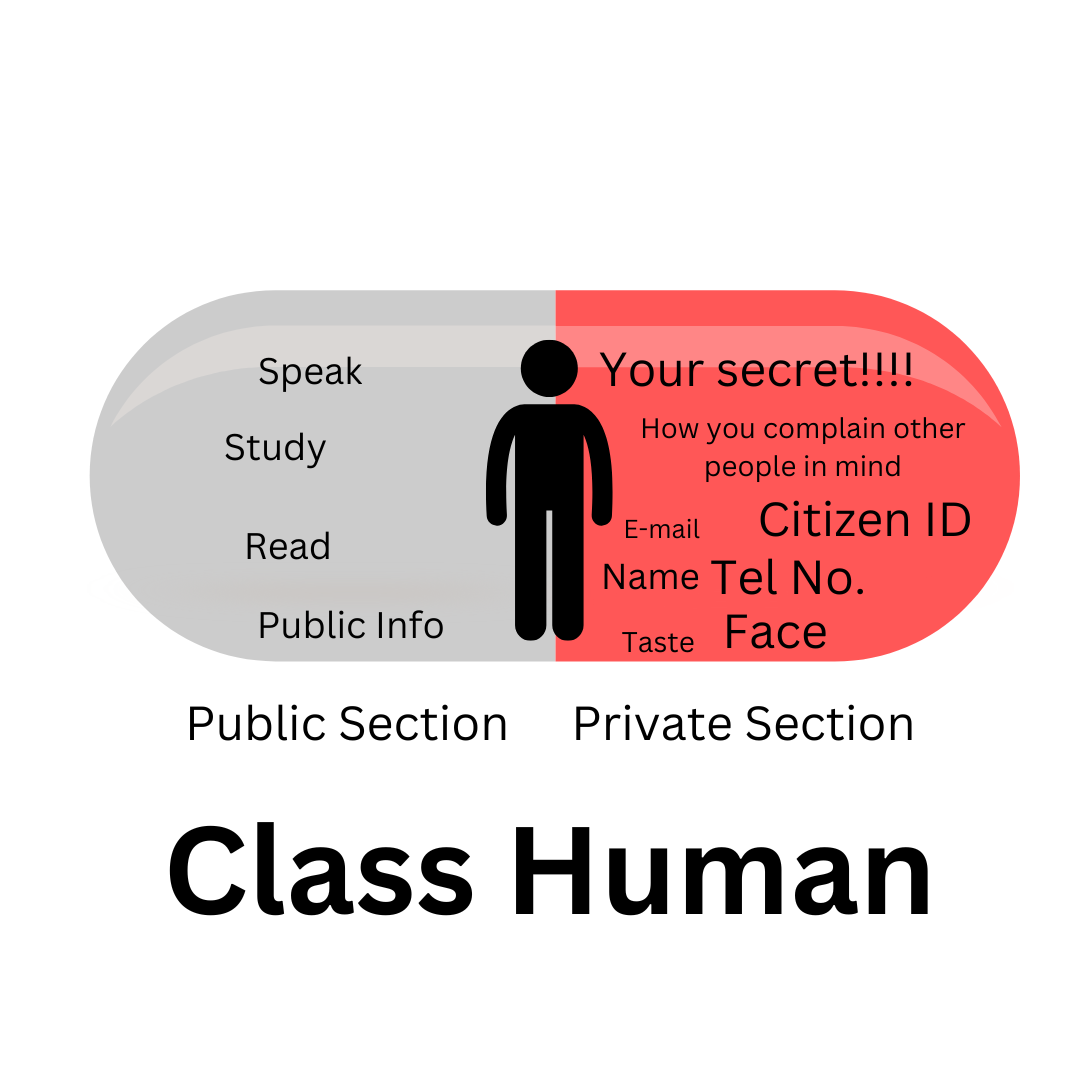 Speak
Study
Read
Public Info
Your secret!!!!
How you complain other
people in mind
E-mail
Citizen ID
Name
Tel No.
Taste
Face
Public Section
Private Section
Class Human